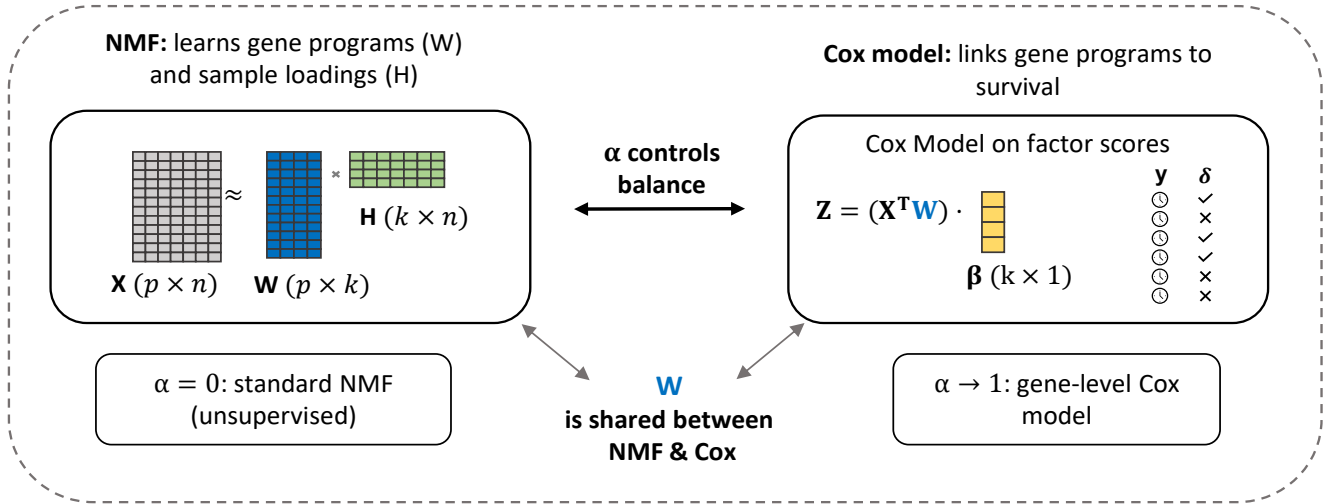 NMF: learns gene programs (W)
and sample loadings (H)
Cox model: links gene programs to
survival
X (p × n)
≈
W (p × k)
×
H (k × n)
α controls
balance
Cox Model on factor scores
Z = (XᵀW) ·
β (k × 1)
y δ
✓
×
✓
✓
×
×
α = 0: standard NMF
(unsupervised)
W
is shared between
NMF & Cox
α → 1: gene-level Cox
model